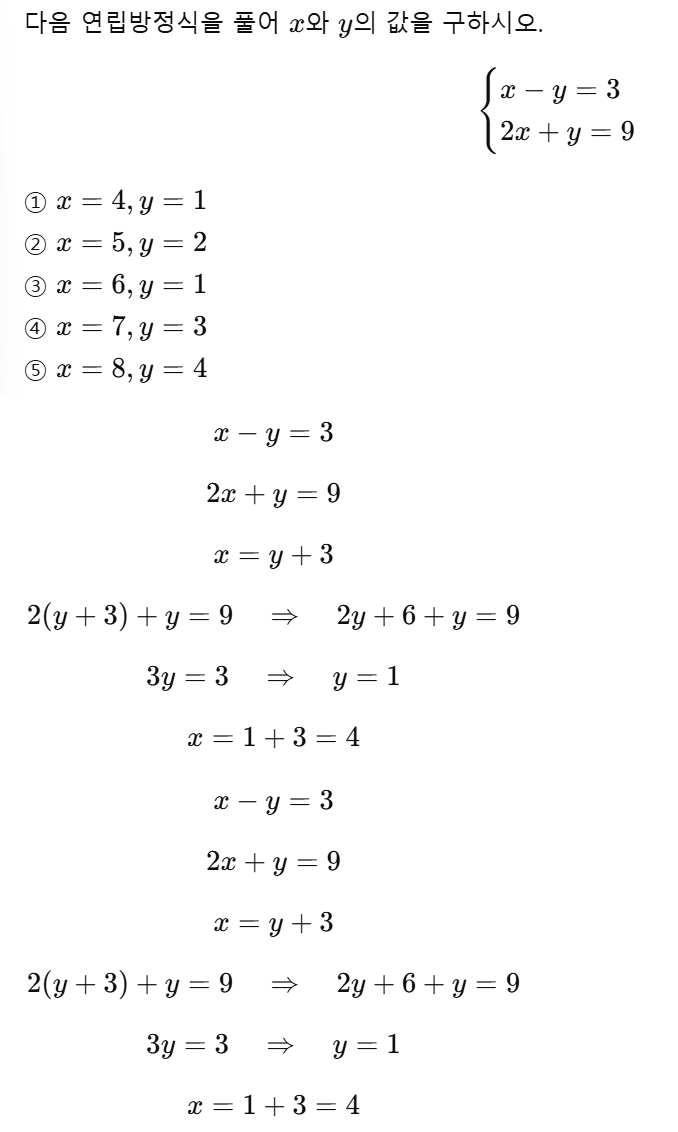 다음 연립방정식을 풀어 x와 y의 값을 구하시오.
x − y = 3
2x + y = 9
① x = 4, y = 1
② x = 5, y = 2
③ x = 6, y = 1
④ x = 7, y = 3
⑤ x = 8, y = 4
x − y = 3
2x + y = 9
x = y + 3
2(y + 3) + y = 9 ⇒ 2y + 6 + y = 9
3y = 3 ⇒ y = 1
x = 1 + 3 = 4
x − y = 3
2x + y = 9
x = y + 3
2(y + 3) + y = 9 ⇒ 2y + 6 + y = 9
3y = 3 ⇒ y = 1
x = 1 + 3 = 4